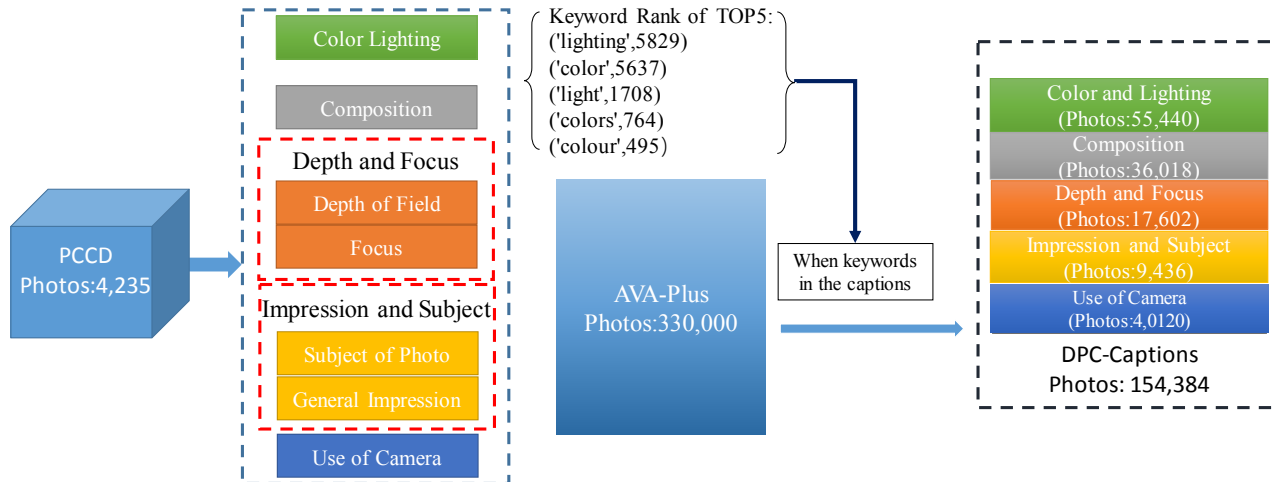 PCCD
Photos:4,235
Color Lighting
Composition
Depth and Focus
Depth of Field
Focus
Impression and Subject
Subject of Photo
General Impression
Use of Camera
Keyword Rank of TOP5:
('lighting',5829)
('color',5637)
('light',1708)
('colors',764)
('colour',495）
AVA-Plus
Photos:330,000
When keywords
in the captions
Color and Lighting
(Photos:55,440)
Composition
(Photos:36,018)
Depth and Focus
(Photos:17,602)
Impression and Subject
(Photos:9,436)
Use of Camera
(Photos:4,0120)
DPC-Captions
Photos: 154,384